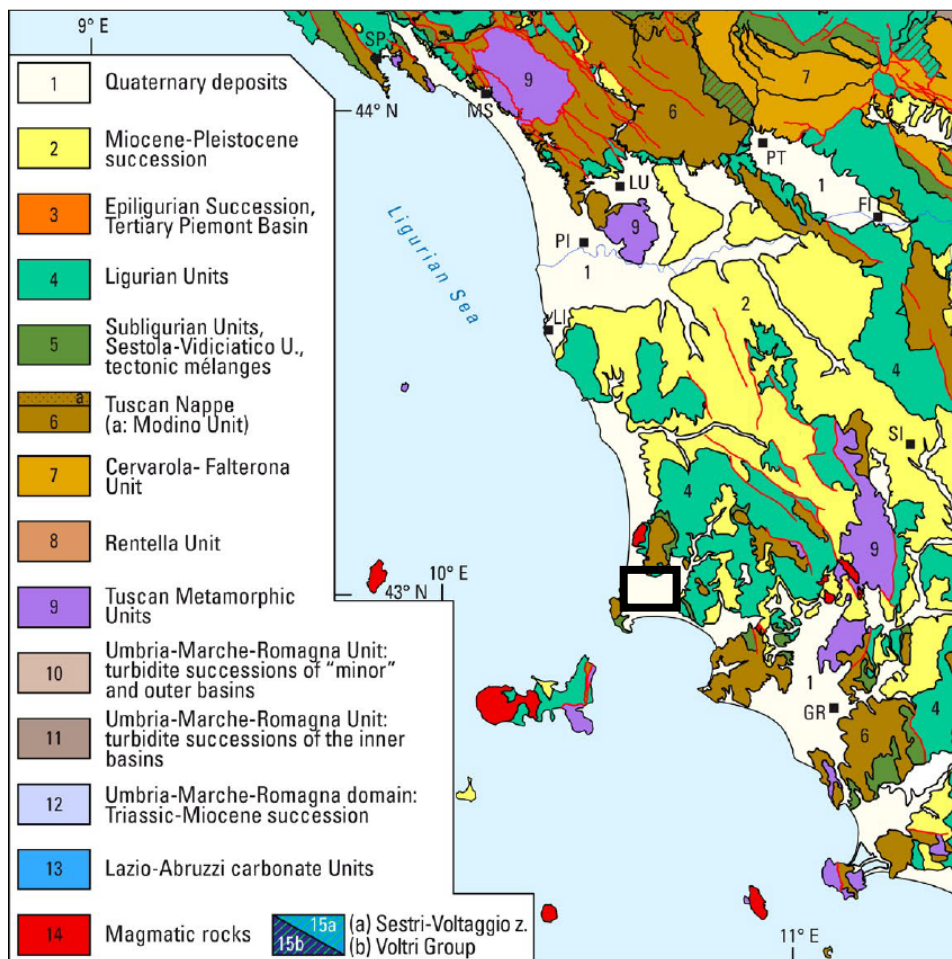 9° E
1 Quaternary deposits
2 Miocene-Pleistocene
succession
3 Epiligurian Succession,
Tertiary Piemont Basin
4 Ligurian Units
5 Subligurian Units,
Sestola-Vidiciatico U.,
tectonic mélanges
a
6 Tuscan Nappe
(a: Modino Unit)
7 Cervarola- Falterona
Unit
8 Rentella Unit
9 Tuscan Metamorphic
Units
10 Umbria-Marche-Romagna Unit:
turbidite successions of “minor”
and outer basins
11 Umbria-Marche-Romagna Unit:
turbidite successions of the inner
basins
12 Umbria-Marche-Romagna domain:
Triassic-Miocene succession
13 Lazio-Abruzzi carbonate Units
14 Magmatic rocks
15a (a) Sestri-Voltaggio z.
15b (b) Voltri Group
SP
44° N
MS
9
6
7
PT
1
FI
LU
9
PI
1
LI
2
4
SI
4
9
Ligurian Sea
10° E
43° N
1
GR
6
4
11° E